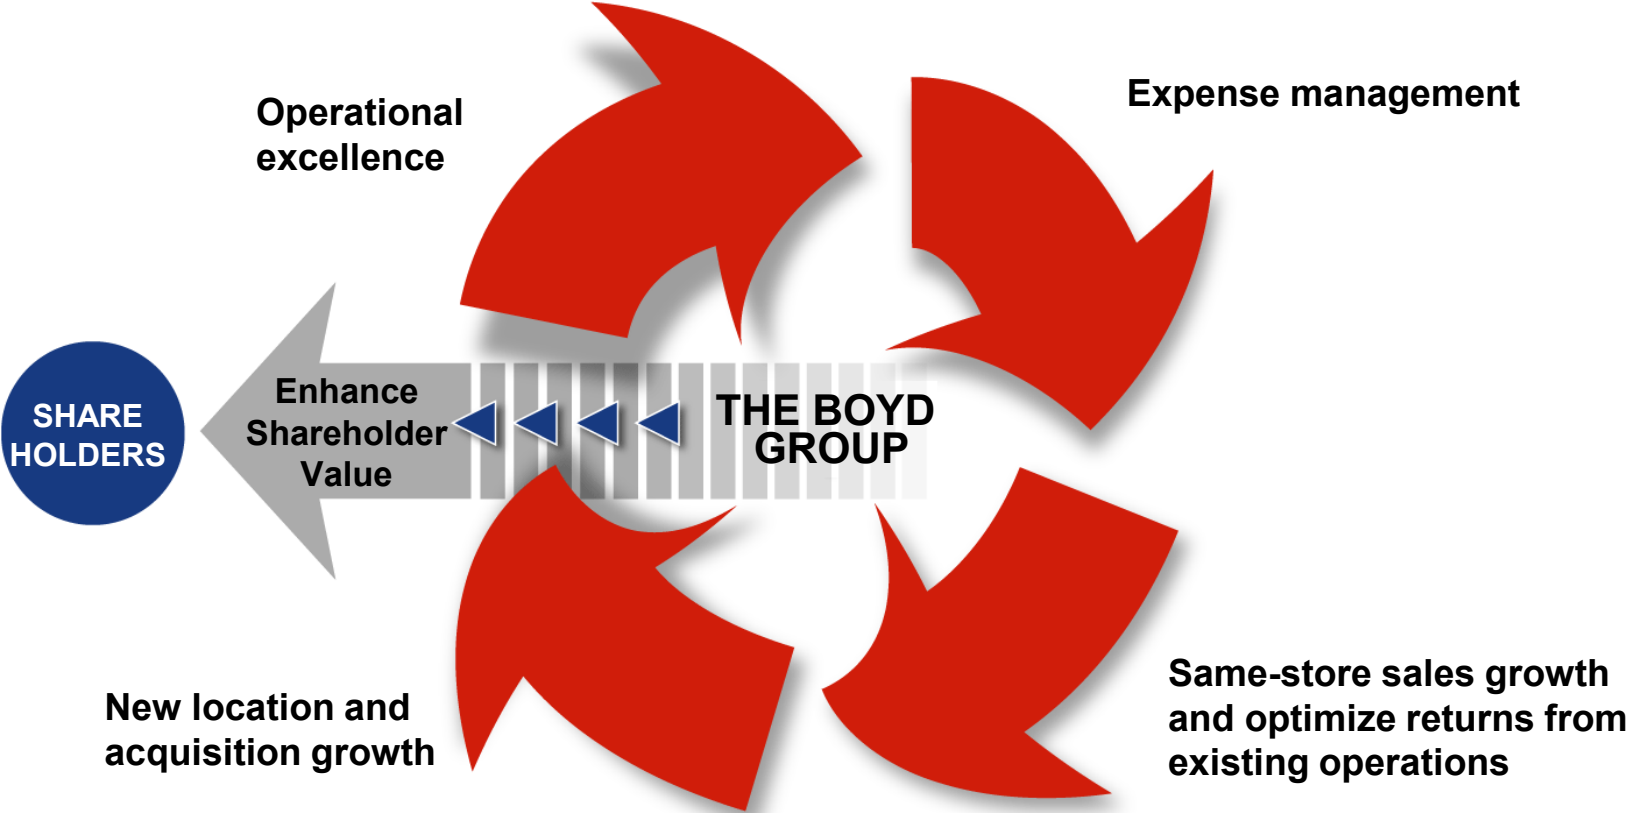 Operational
excellence
Expense management
SHARE
HOLDERS
Enhance
Shareholder
Value
THE BOYD
GROUP
New location and
acquisition growth
Same-store sales growth
and optimize returns from
existing operations